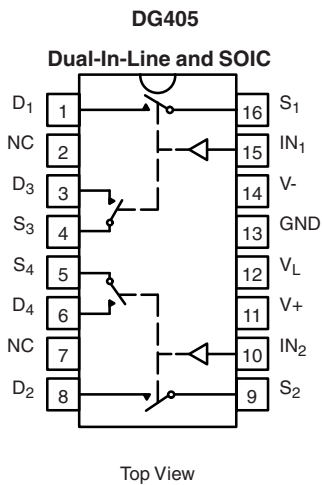 DG405
Dual-In-Line and SOIC
D1 1 16 S1
NC 2 15 IN1
D3 3 14 V-
S3 4 13 GND
S4 5 12 VL
D4 6 11 V+
NC 7 10 IN2
D2 8 9 S2
Top View